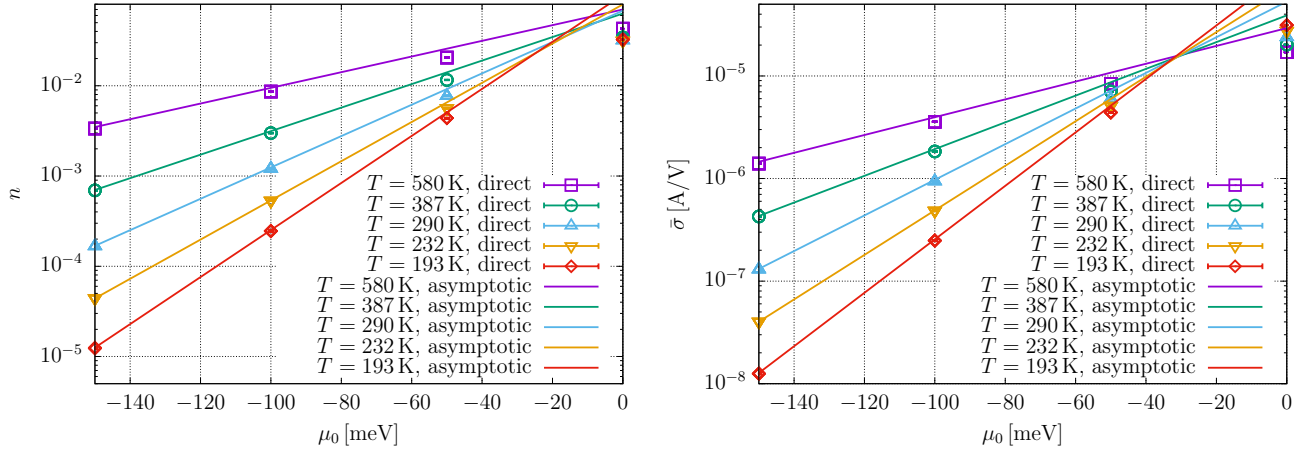 10⁻²
10⁻³
10⁻⁴
10⁻⁵
n
T = 580 K, direct
T = 387 K, direct
T = 290 K, direct
T = 232 K, direct
T = 193 K, direct
T = 580 K, asymptotic
T = 387 K, asymptotic
T = 290 K, asymptotic
T = 232 K, asymptotic
T = 193 K, asymptotic
−140 −120 −100 −80 −60 −40 −20 0
μ₀ [meV]
10⁻⁵
10⁻⁶
10⁻⁷
10⁻⁸
σ̄ [A/V]
T = 580 K, direct
T = 387 K, direct
T = 290 K, direct
T = 232 K, direct
T = 193 K, direct
T = 580 K, asymptotic
T = 387 K, asymptotic
T = 290 K, asymptotic
T = 232 K, asymptotic
T = 193 K, asymptotic
−140 −120 −100 −80 −60 −40 −20 0
μ₀ [meV]